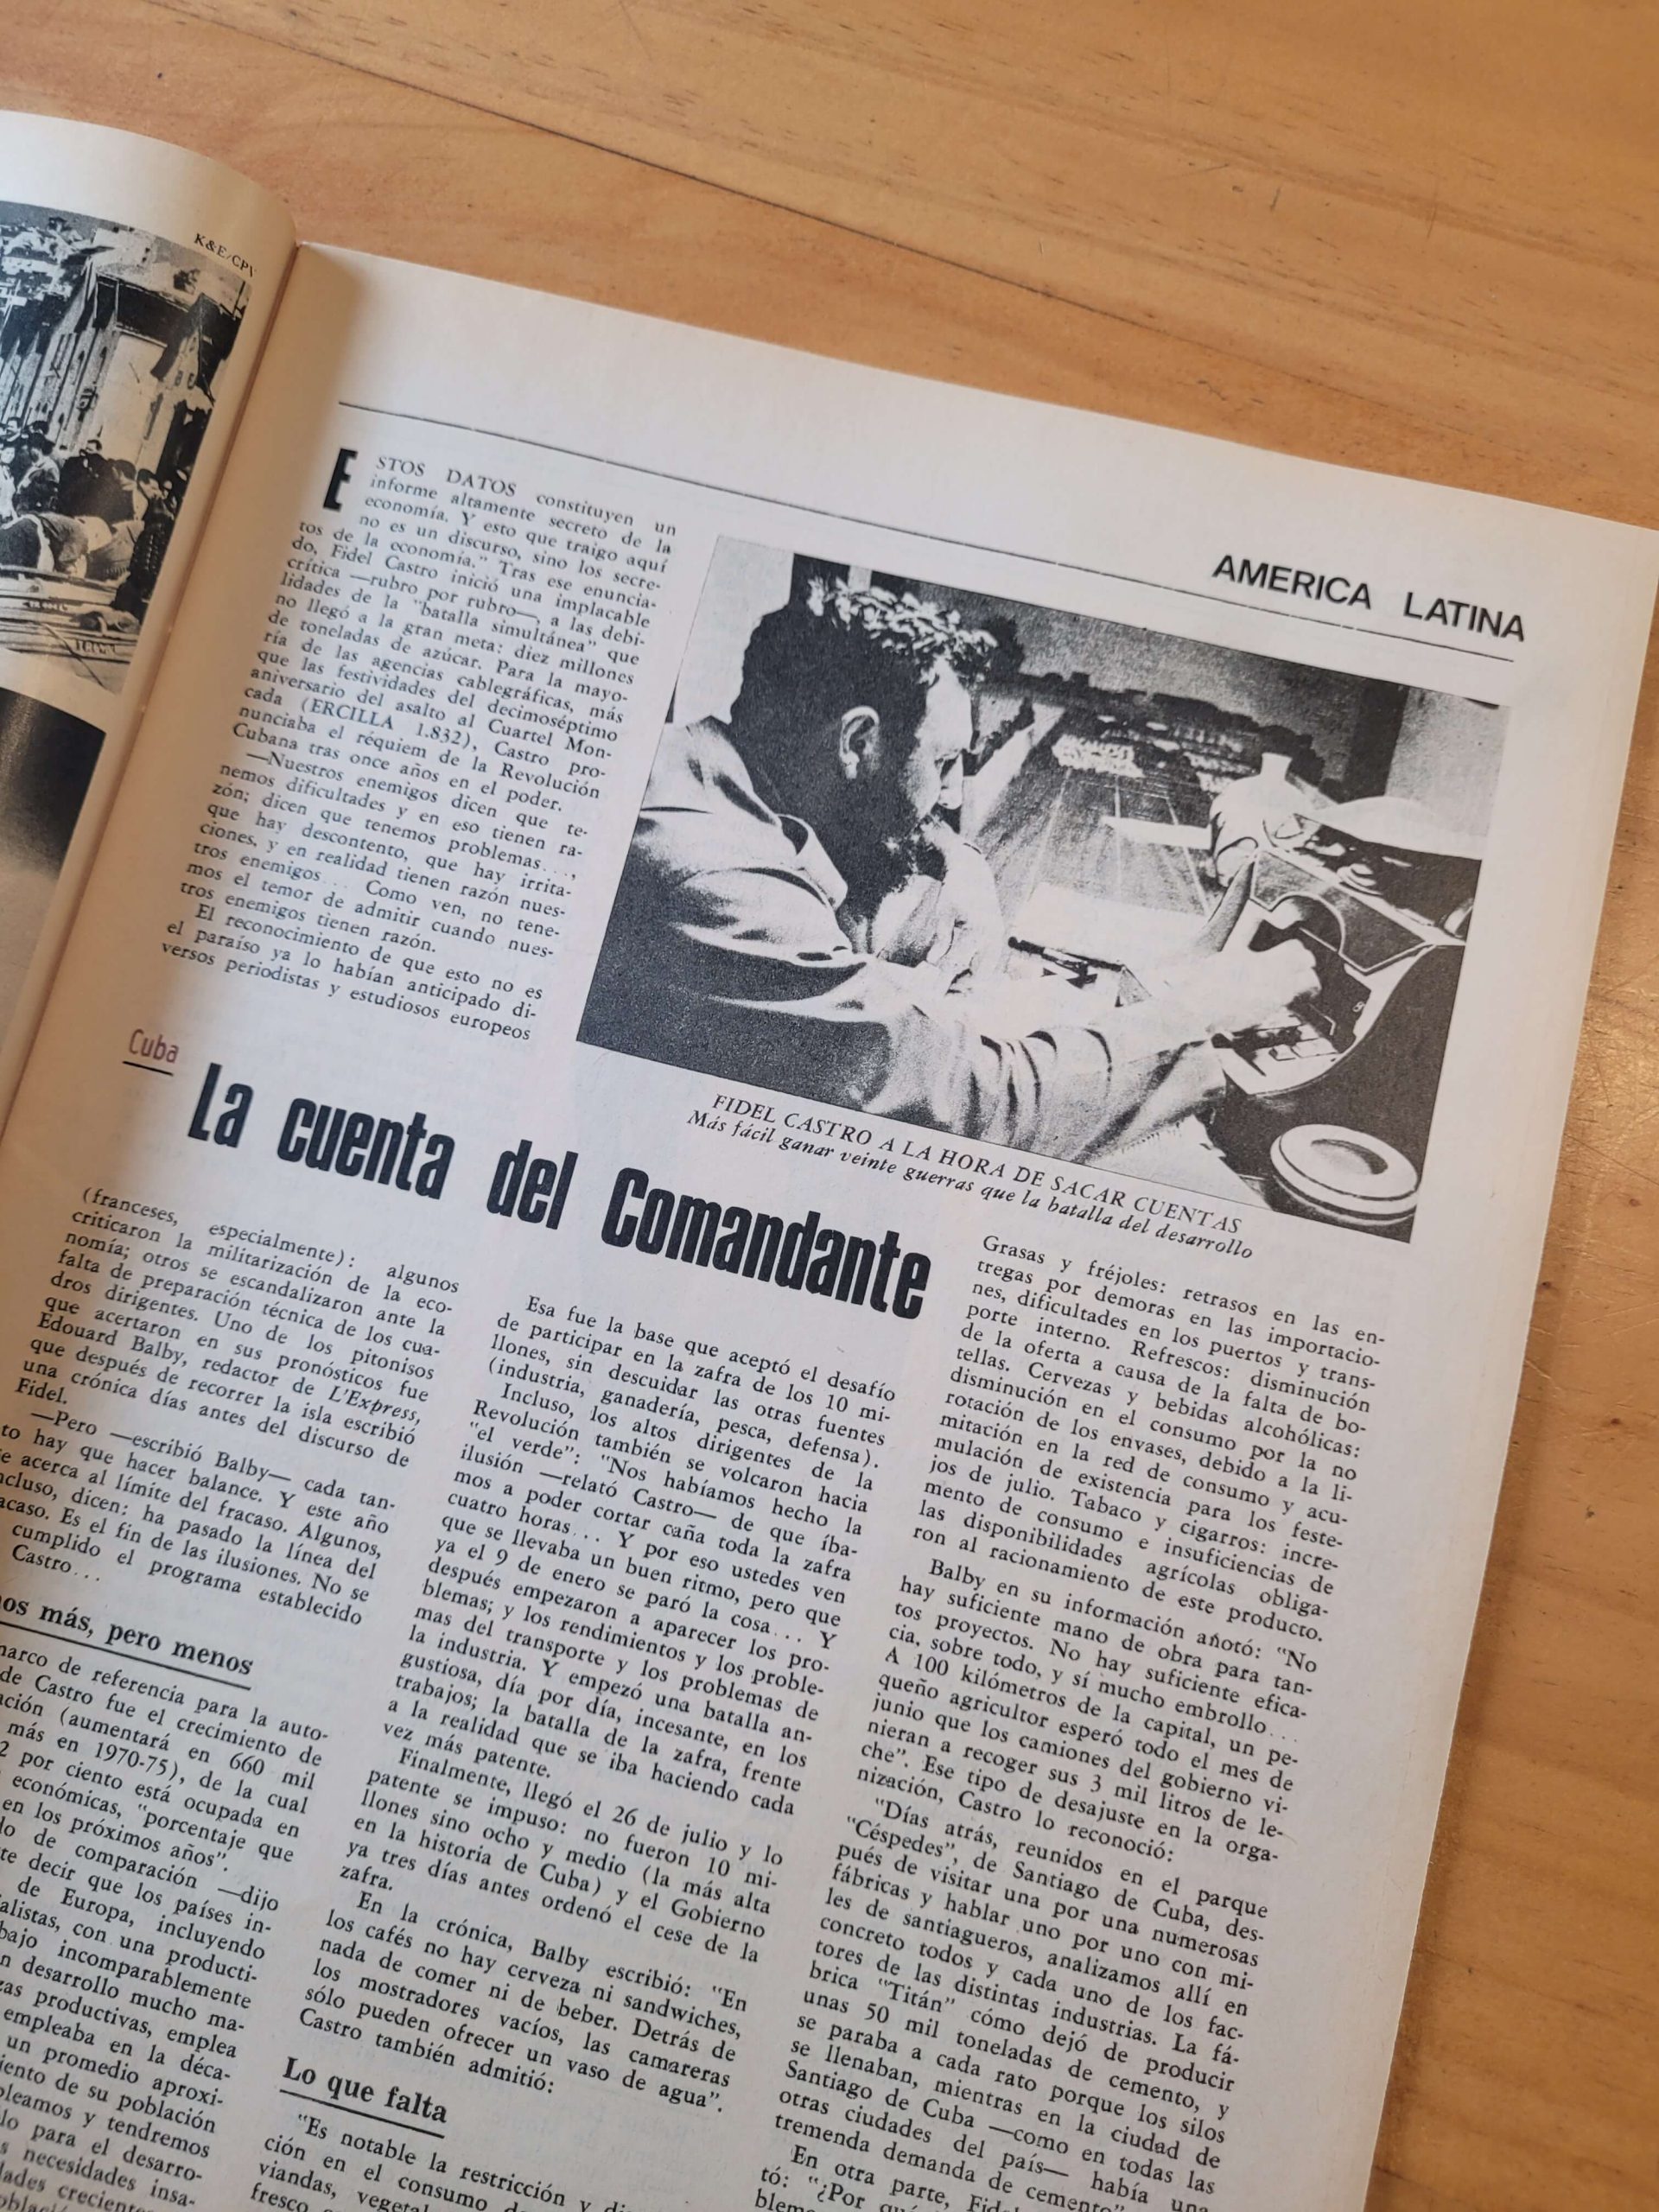 K&E/CPI
AMERICA LATINA
ESTOS DATOS constituyen un
informe altamente secreto de la
economía. Y esto que traigo aquí
no es un discurso, sino los secre-
tos de la economía." Tras ese enuncia-
do, Fidel Castro inició una implacable
crítica —rubro por rubro—, a las debi-
lidades de la "batalla simultánea" que
no llegó a la gran meta: diez millones
de toneladas de azúcar. Para la mayo-
ría de las agencias cablegráficas, más
que las festividades del decimoséptimo
aniversario del asalto al Cuartel Mon-
cada (ERCILLA 1.832), Castro pro-
nunciaba el réquiem de la Revolución
Cubana tras once años en el poder.
—Nuestros enemigos dicen que te-
nemos dificultades y en eso tienen ra-
zón; dicen que tenemos problemas...,
que hay descontento, que hay irrita-
ciones, y en realidad tienen razón nues-
tros enemigos... Como ven, no tene-
mos el temor de admitir cuando nues-
tros enemigos tienen razón.
El reconocimiento de que esto no es
el paraíso ya lo habían anticipado di-
versos periodistas y estudiosos europeos
FIDEL CASTRO A LA HORA DE SACAR CUENTAS
Más fácil ganar veinte guerras que la batalla del desarrollo
Cuba
La cuenta del Comandante
(franceses, especialmente): algunos
criticaron la militarización de la eco-
nomía; otros se escandalizaron ante la
falta de preparación técnica de los cua-
dros dirigentes. Uno de los pitonisos
que acertaron en sus pronósticos fue
Edouard Balby, redactor de L'Express,
que después de recorrer la isla escribió
una crónica días antes del discurso de
Fidel.
—Pero —escribió Balby— cada tan-
to hay que hacer balance. Y este año
se acerca al límite del fracaso. Algunos,
incluso, dicen: ha pasado la línea del
fracaso. Es el fin de las ilusiones. No se
cumplido el programa establecido
Castro...
más, pero menos
marco de referencia para la auto-
de Castro fue el crecimiento de
(aumentará en 660 mil
más en 1970-75), de la cual
por ciento está ocupada en
económicas, "porcentaje que
en los próximos años".
de comparación —dijo
decir que los países in-
de Europa, incluyendo
con una producti-
incomparablemente
desarrollo mucho ma-
productivas, emplea
empleaba en la déca-
un promedio aproxi-
de su población
y tendremos
para el desarro-
necesidades insa-
Esa fue la base que aceptó el desafío
de participar en la zafra de los 10 mi-
llones, sin descuidar las otras fuentes
(industria, ganadería, pesca, defensa).
Incluso, los altos dirigentes de la
Revolución también se volcaron hacia
"el verde": "Nos habíamos hecho la
ilusión —relató Castro— de que íba-
mos a poder cortar caña toda la zafra
cuatro horas... Y por eso ustedes ven
que se llevaba un buen ritmo, pero que
ya el 9 de enero se paró la cosa... Y
después empezaron a aparecer los pro-
blemas; y los rendimientos y los proble-
mas del transporte y los problemas de
la industria. Y empezó una batalla an-
gustiosa, día por día, incesante, en los
trabajos; la batalla de la zafra, frente
a la realidad que se iba haciendo cada
vez más patente.
Finalmente, llegó el 26 de julio y lo
patente se impuso: no fueron 10 mi-
llones sino ocho y medio (la más alta
en la historia de Cuba) y el Gobierno
ya tres días antes ordenó el cese de la
zafra.
En la crónica, Balby escribió: "En
los cafés no hay cerveza ni sandwiches,
nada de comer ni de beber. Detrás de
los mostradores vacíos, las camareras
sólo pueden ofrecer un vaso de agua".
Castro también admitió:
Lo que falta
"Es notable la restricción y
ción en el consumo
viandas,
fresco
Grasas y fréjoles: retrasos en las en-
tregas por demoras en las importacio-
nes, dificultades en los puertos y trans-
porte interno. Refrescos: disminución
de la oferta a causa de la falta de bo-
tellas. Cervezas y bebidas alcohólicas:
disminución en el consumo por la no
rotación de los envases, debido a la li-
mitación en la red de consumo y acu-
mulación de existencia para los feste-
jos de julio. Tabaco y cigarros: incre-
mento de consumo e insuficiencias de
las disponibilidades agrícolas obliga-
ron al racionamiento de este producto.
Balby en su información añotó: "No
hay suficiente mano de obra para tan-
tos proyectos. No hay suficiente efica-
cia, sobre todo, y sí mucho embrollo...
A 100 kilómetros de la capital, un pe-
queño agricultor esperó todo el mes de
junio que los camiones del gobierno vi-
nieran a recoger sus 3 mil litros de le-
che". Ese tipo de desajuste en la orga-
nización, Castro lo reconoció:
"Días atrás, reunidos en el parque
"Céspedes", de Santiago de Cuba, des-
pués de visitar una por una numerosas
fábricas y hablar uno por uno con mi-
les de santiagueros, analizamos allí en
concreto todos y cada uno de los fac-
tores de las distintas industrias. La fá-
brica "Titán" cómo dejó de producir
unas 50 mil toneladas de cemento, y
se paraba a cada rato porque los silos
se llenaban, mientras en la ciudad de
Santiago de Cuba —como en todas las
otras ciudades del país— había una
tremenda demanda de cemento"
En otra parte,
tó: "¿Por